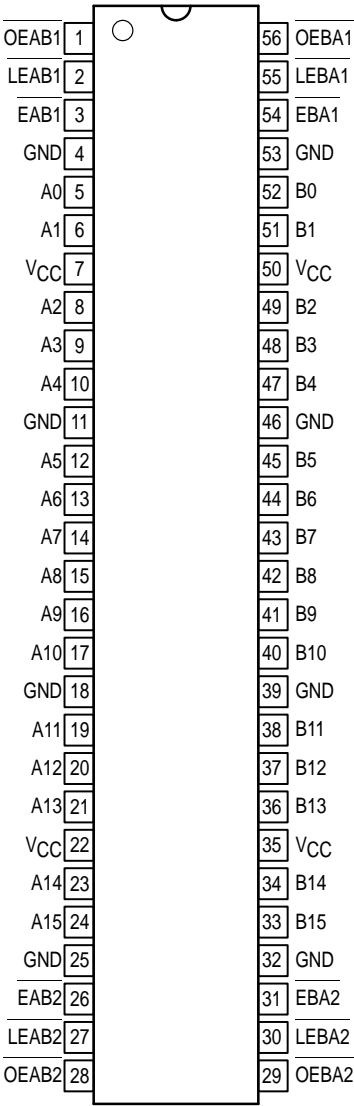 OEAB1 1 56 OEBA1
LEAB1 2 55 LEBA1
EAB1 3 54 EBA1
GND 4 53 GND
A0 5 52 B0
A1 6 51 B1
VCC 7 50 VCC
A2 8 49 B2
A3 9 48 B3
A4 10 47 B4
GND 11 46 GND
A5 12 45 B5
A6 13 44 B6
A7 14 43 B7
A8 15 42 B8
A9 16 41 B9
A10 17 40 B10
GND 18 39 GND
A11 19 38 B11
A12 20 37 B12
A13 21 36 B13
VCC 22 35 VCC
A14 23 34 B14
A15 24 33 B15
GND 25 32 GND
EAB2 26 31 EBA2
LEAB2 27 30 LEBA2
OEAB2 28 29 OEBA2